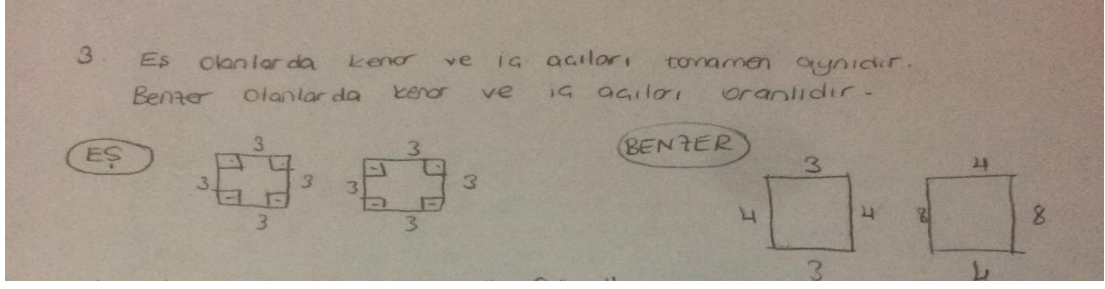 3. Eş olanlarda kenar ve iç açıları tamamen aynıdır.
Benzer olanlarda kenar ve iç açıları oranlıdır.
EŞ
3 3
3 3 3 3
3 3
BENZER
3 4
4 4 8 8
3 4